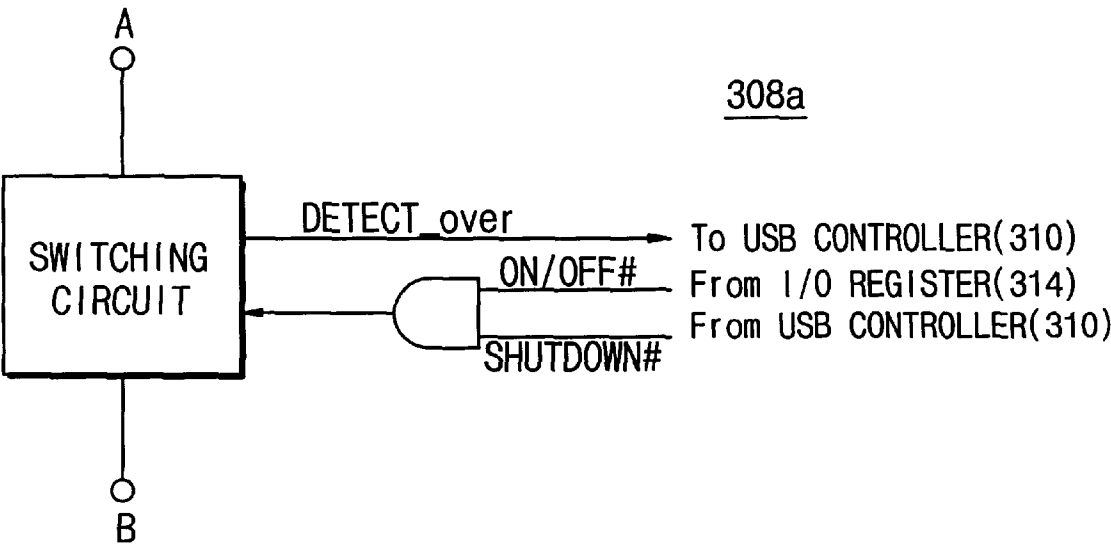 A
308a
DETECT_over
To USB CONTROLLER(310)
SWITCHING
CIRCUIT
ON/OFF#
From I/O REGISTER(314)
From USB CONTROLLER(310)
SHUTDOWN#
B